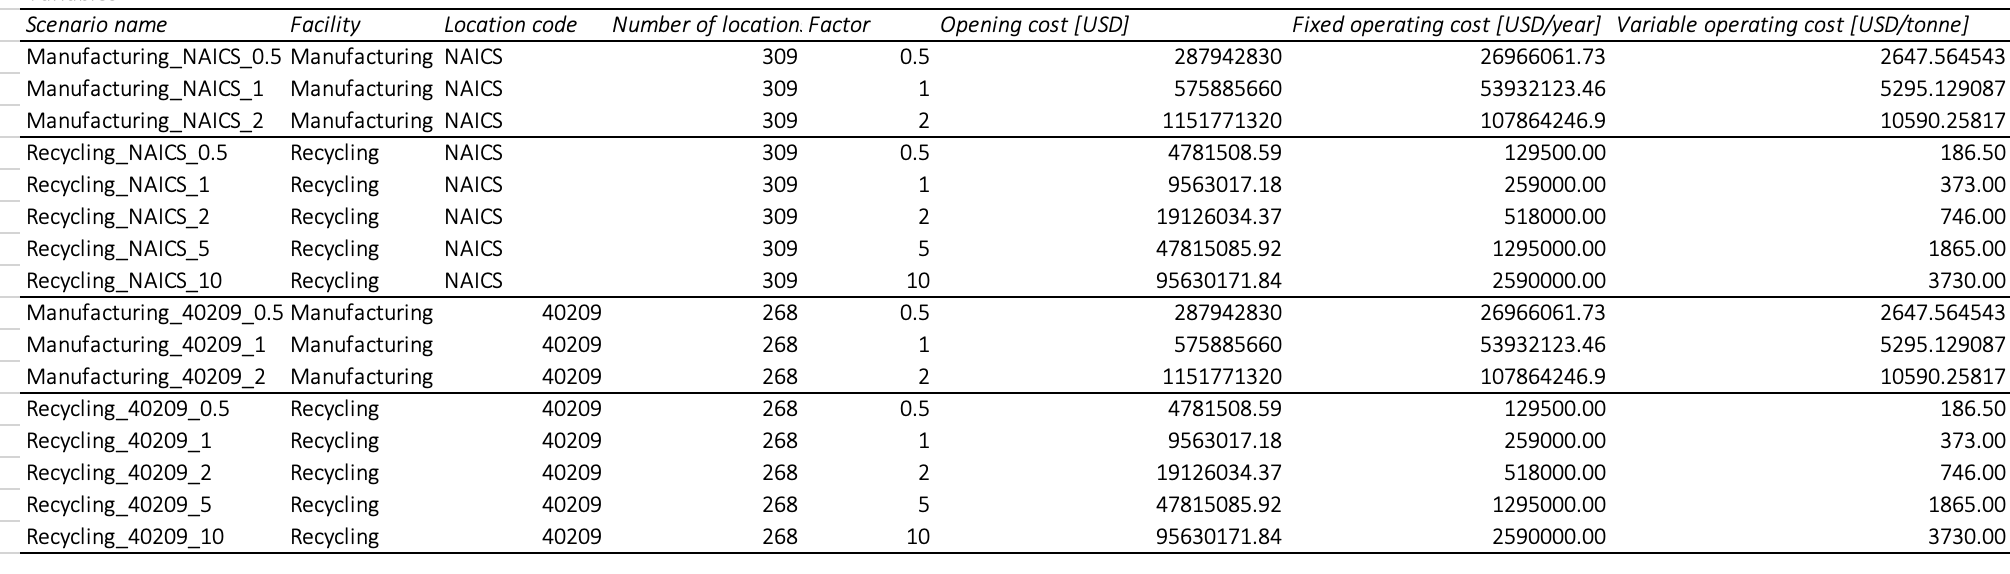 Scenario name Facility Location code Number of location. Factor Opening cost [USD] Fixed operating cost [USD/year] Variable operating cost [USD/tonne]
Manufacturing_NAICS_0.5 Manufacturing NAICS 309 0.5 287942830 26966061.73 2647.564543
Manufacturing_NAICS_1 Manufacturing NAICS 309 1 575885660 53932123.46 5295.129087
Manufacturing_NAICS_2 Manufacturing NAICS 309 2 1151771320 107864246.9 10590.25817
Recycling_NAICS_0.5 Recycling NAICS 309 0.5 4781508.59 129500.00 186.50
Recycling_NAICS_1 Recycling NAICS 309 1 9563017.18 259000.00 373.00
Recycling_NAICS_2 Recycling NAICS 309 2 19126034.37 518000.00 746.00
Recycling_NAICS_5 Recycling NAICS 309 5 47815085.92 1295000.00 1865.00
Recycling_NAICS_10 Recycling NAICS 309 10 95630171.84 2590000.00 3730.00
Manufacturing_40209_0.5 Manufacturing 40209 268 0.5 287942830 26966061.73 2647.564543
Manufacturing_40209_1 Manufacturing 40209 268 1 575885660 53932123.46 5295.129087
Manufacturing_40209_2 Manufacturing 40209 268 2 1151771320 107864246.9 10590.25817
Recycling_40209_0.5 Recycling 40209 268 0.5 4781508.59 129500.00 186.50
Recycling_40209_1 Recycling 40209 268 1 9563017.18 259000.00 373.00
Recycling_40209_2 Recycling 40209 268 2 19126034.37 518000.00 746.00
Recycling_40209_5 Recycling 40209 268 5 47815085.92 1295000.00 1865.00
Recycling_40209_10 Recycling 40209 268 10 95630171.84 2590000.00 3730.00